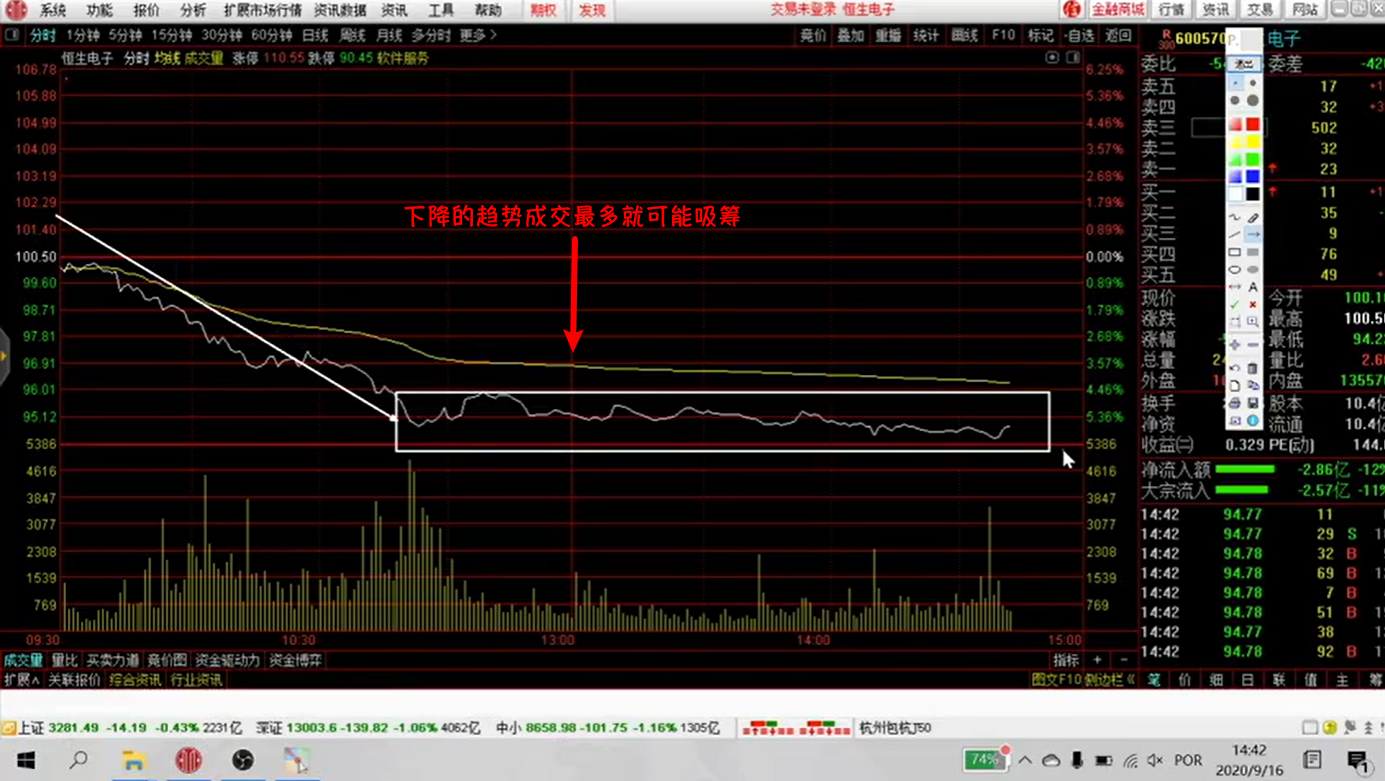 系统 功能 报价 分析 扩展市场行情 资讯数据 资讯 工具 帮助 期权 发现 交易未登录 恒生电子 金融商城 行情 资讯 交易 网站
分时 1分钟 5分钟 15分钟 30分钟 60分钟 日线 周线 月线 多分时 更多 竞价 叠加 重播 统计 画线 F10 标记 -自选 返回
恒生电子 分时 均线 成交量 涨停 110.55 跌停 90.45 软件服务
R 300 600570 电子
106.78 6.25%
105.88 5.36%
104.99 4.46%
104.09 3.57%
103.19 2.68%
102.29 1.79%
101.40 0.89%
100.50 0.00%
99.60 0.89%
98.71 1.79%
97.81 2.68%
96.91 3.57%
96.01 4.46%
95.12 5.36%
5386 5386
4616 4616
3847 3847
3077 3077
2308 2308
1539 1539
769 769
下降的趋势成交最多就可能吸筹
09:30 10:30 13:00 14:00 15:00
退出
A
委比 委差
卖五 17
卖四 32
卖三 502
卖二 32
卖一 23
买一 11
买二 35
买三 9
买四 76
买五 49
现价 今开
涨跌 最高
涨幅 最低
总量 量比
外盘 内盘
换手 股本
净资 流通
收益㈡ 0.329 PE(动)
净流入额 -2.86亿
大宗流入 -2.57亿
14:42 94.77 11
14:42 94.77 29 S
14:42 94.78 32 B
14:42 94.78 69 B
14:42 94.78 7 B
14:42 94.78 51 B
14:42 94.77 38
14:42 94.78 92 B
成交量 量比 买卖力道 竞价图 资金驱动力 资金博弈 指标 + -
扩展∧ 关联报价 综合资讯 行业资讯 图文F10 侧边栏《 笔 价 细 日 联 值 主 筹
上证 3281.49 -14.19 -0.43% 2231亿 深证 13003.6 -139.82 -1.06% 4062亿 中小 8658.98 -101.75 -1.16% 1305亿 杭州包杭J50
74% POR 14:42
2020/9/16
1